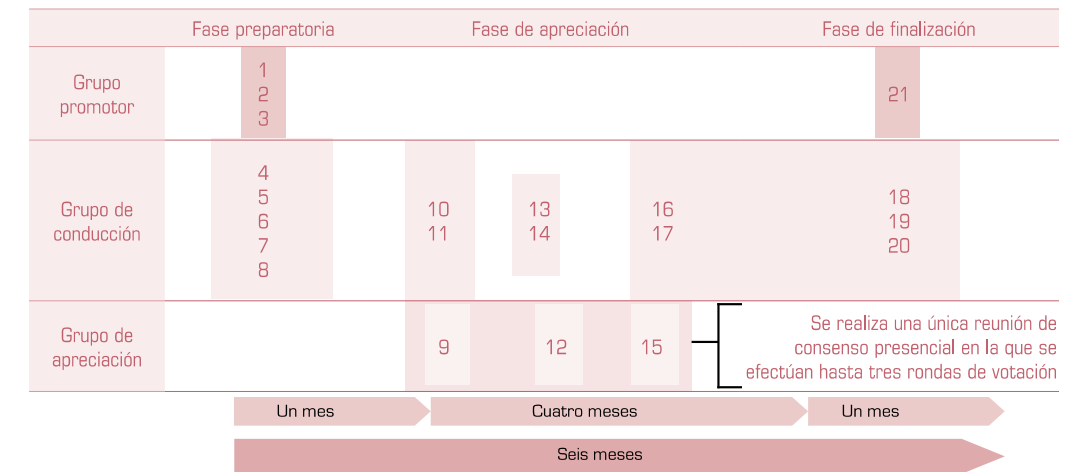 Fase preparatoria
Fase de apreciación
Fase de finalización
Grupo
promotor
1
2
3
21
Grupo de
conducción
4
5
6
7
8
10
11
13
14
16
17
18
19
20
Grupo de
apreciación
9
12
15
Se realiza una única reunión de
consenso presencial en la que se
efectúan hasta tres rondas de votación
Un mes
Cuatro meses
Un mes
Seis meses